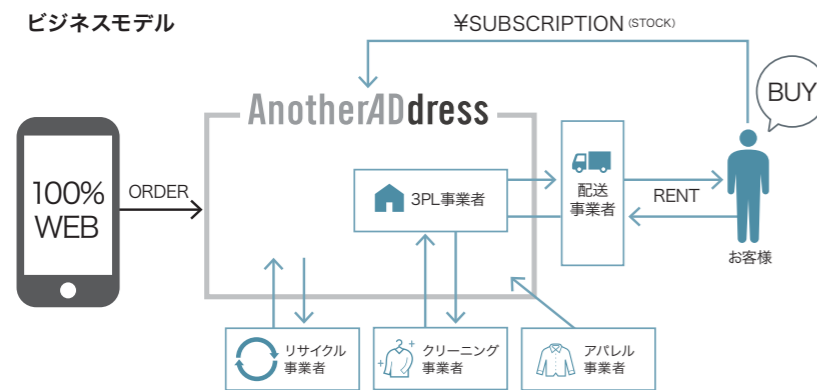 ビジネスモデル
¥SUBSCRIPTION (STOCK)
AnotherADdress
BUY
100%
WEB
ORDER
3PL事業者
配送
事業者
RENT
お客様
リサイクル
事業者
クリーニング
事業者
アパレル
事業者